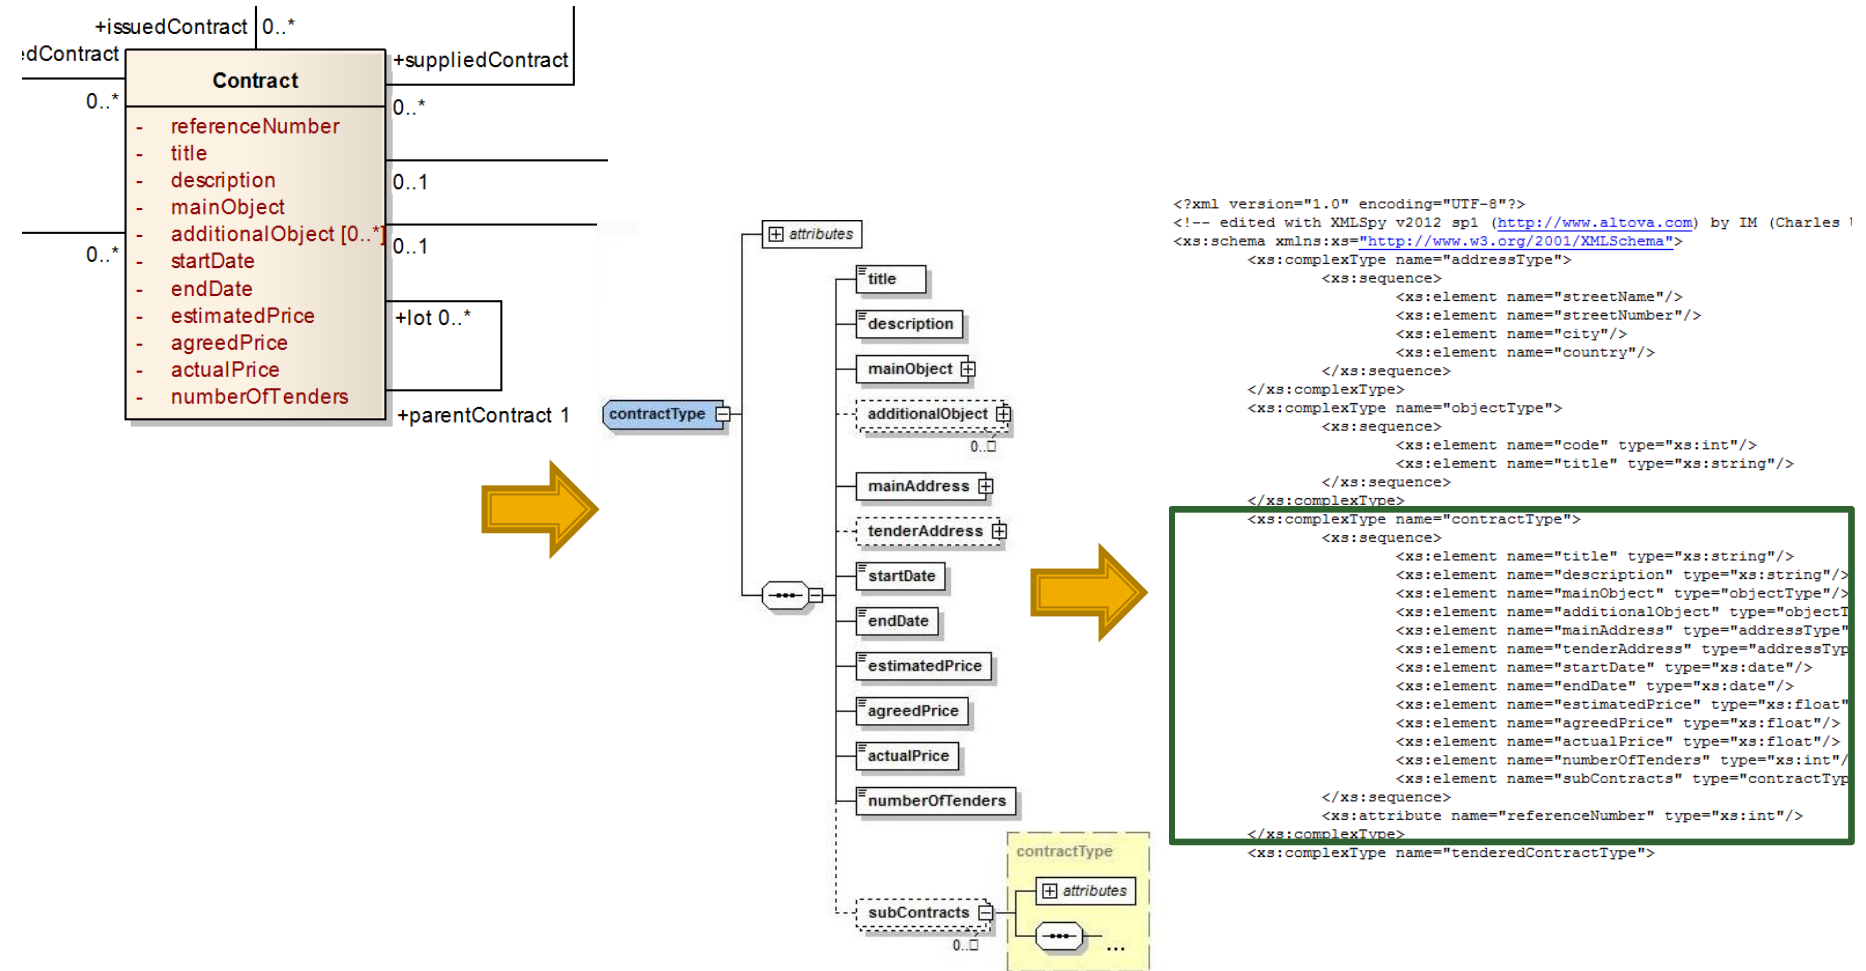 +issuedContract 0..*
edContract
+suppliedContract
Contract
0..*
0..*
- referenceNumber
- title
- description
0..1
- mainObject
- additionalObject [0..*]
0..*
0..1
- startDate
- endDate
- estimatedPrice
+lot 0..*
- agreedPrice
- actualPrice
- numberOfTenders
+parentContract 1
contractType
attributes
title
description
mainObject
additionalObject
0..
mainAddress
tenderAddress
startDate
endDate
estimatedPrice
agreedPrice
actualPrice
numberOfTenders
contractType
attributes
subContracts
0..
...
<?xml version="1.0" encoding="UTF-8"?>
<!-- edited with XMLSpy v2012 sp1 (http://www.altova.com) by IM (Charles
<xs:schema xmlns:xs="http://www.w3.org/2001/XMLSchema">
<xs:complexType name="addressType">
<xs:sequence>
<xs:element name="streetName"/>
<xs:element name="streetNumber"/>
<xs:element name="city"/>
<xs:element name="country"/>
</xs:sequence>
</xs:complexType>
<xs:complexType name="objectType">
<xs:sequence>
<xs:element name="code" type="xs:int"/>
<xs:element name="title" type="xs:string"/>
</xs:sequence>
</xs:complexType>
<xs:complexType name="contractType">
<xs:sequence>
<xs:element name="title" type="xs:string"/>
<xs:element name="description" type="xs:string"/>
<xs:element name="mainObject" type="objectType"/>
<xs:element name="additionalObject" type="objectT
<xs:element name="mainAddress" type="addressType"
<xs:element name="tenderAddress" type="addressTyp
<xs:element name="startDate" type="xs:date"/>
<xs:element name="endDate" type="xs:date"/>
<xs:element name="estimatedPrice" type="xs:float"
<xs:element name="agreedPrice" type="xs:float"/>
<xs:element name="actualPrice" type="xs:float"/>
<xs:element name="numberOfTenders" type="xs:int"/
<xs:element name="subContracts" type="contractTyp
</xs:sequence>
<xs:attribute name="referenceNumber" type="xs:int"/>
</xs:complexType>
<xs:complexType name="tenderedContractType">